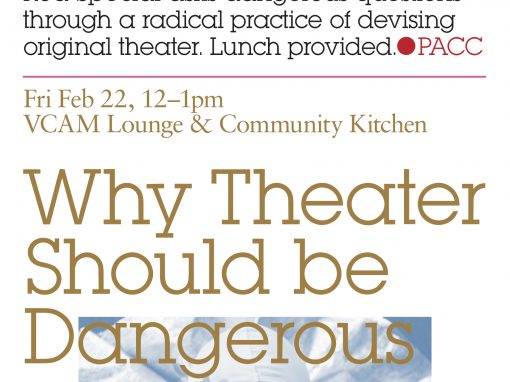 through a radical practice of devising
original theater. Lunch provided.●PACC
Fri Feb 22, 12–1pm
VCAM Lounge & Community Kitchen
Why Theater
Should be
Dangerous